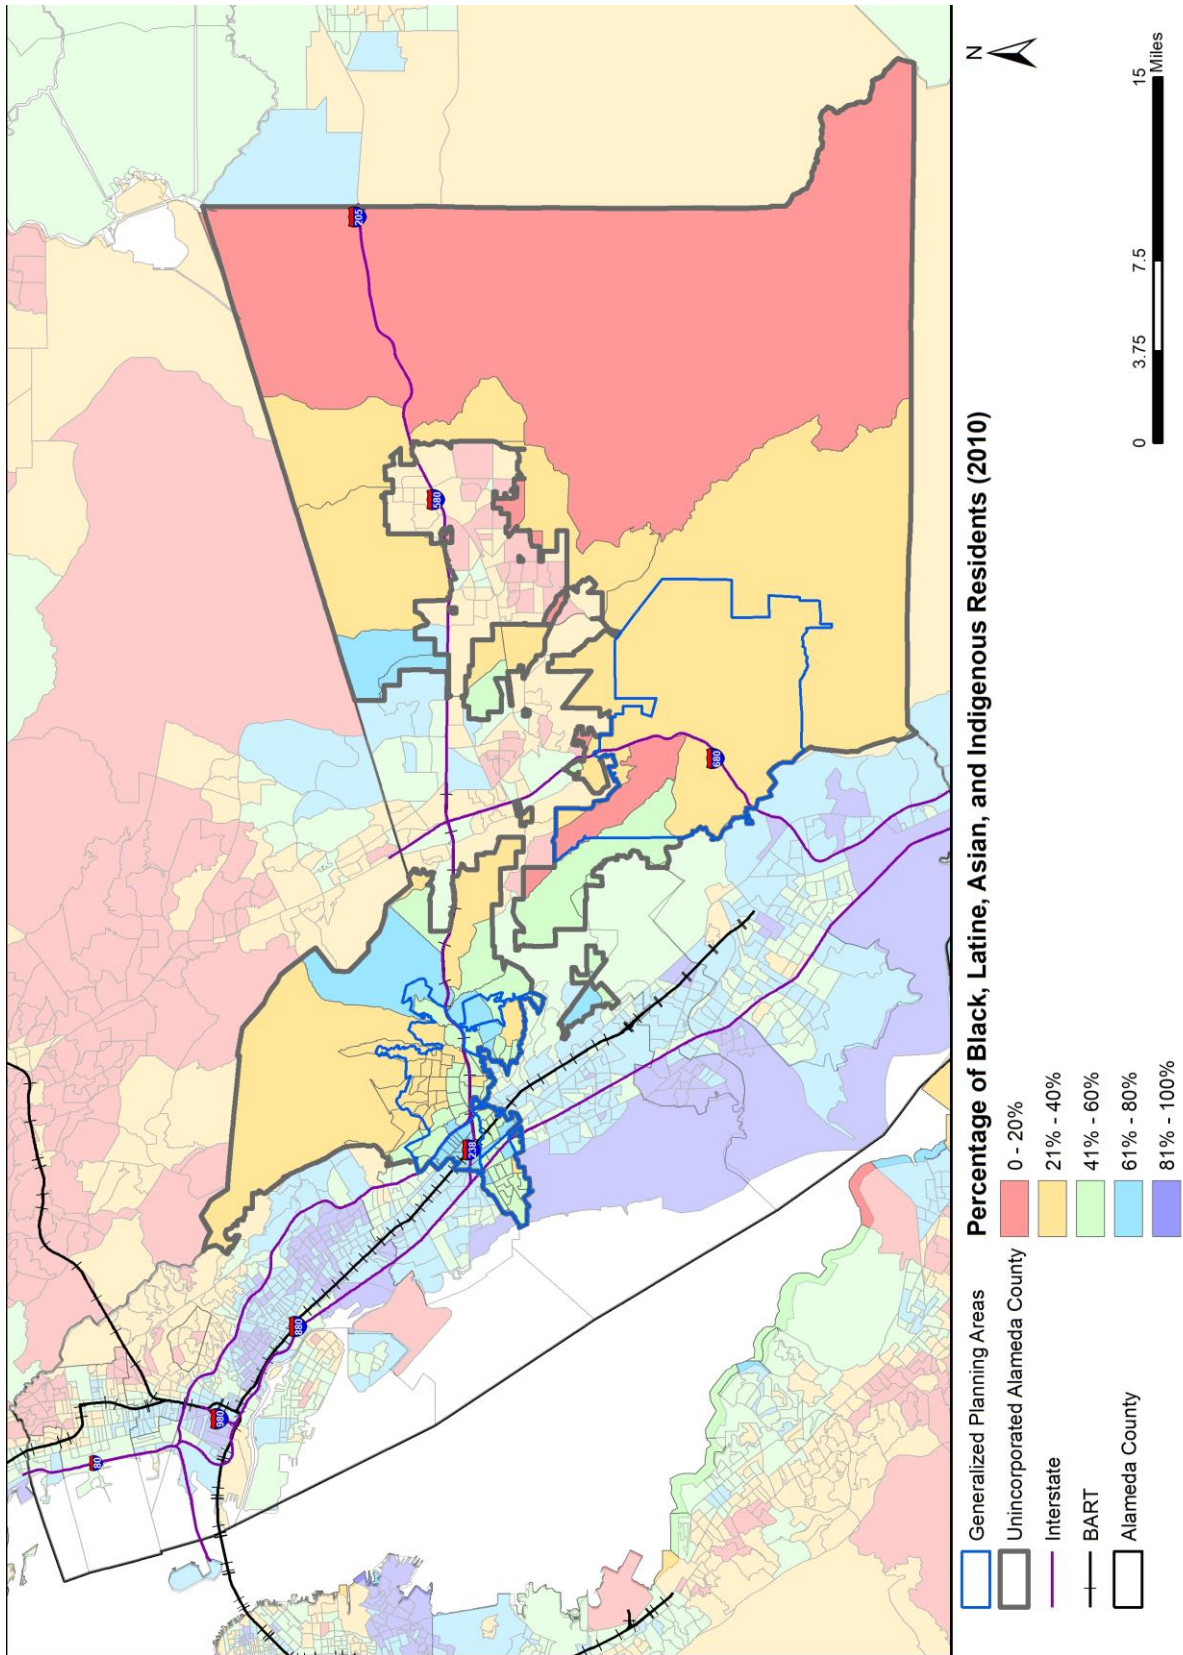 80
980
880
238
580
205
680
Generalized Planning Areas
Unincorporated Alameda County
Interstate
BART
Alameda County
Percentage of Black, Latine, Asian, and Indigenous Residents (2010)
0 - 20%
21% - 40%
41% - 60%
61% - 80%
81% - 100%
N
0 3.75 7.5 15
Miles